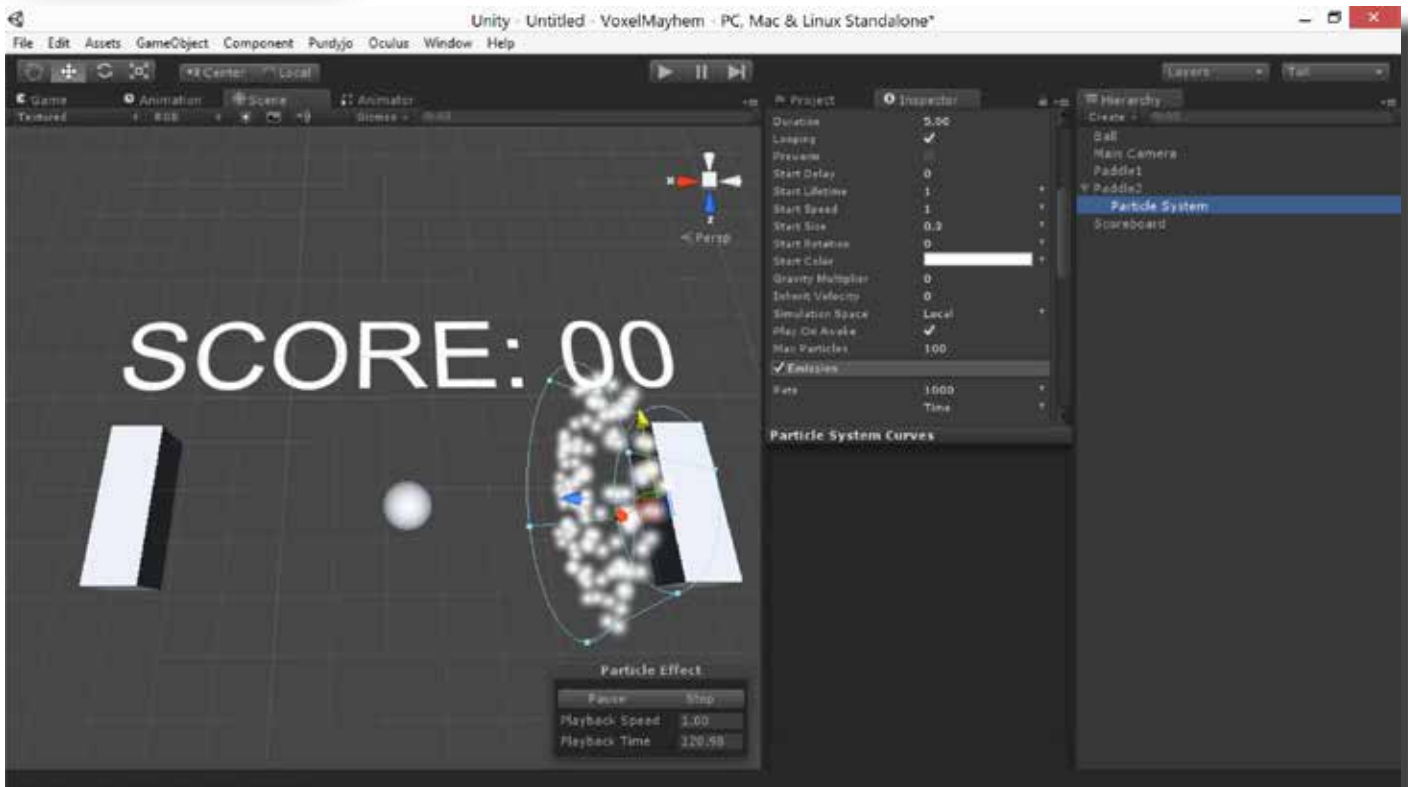 Unity - Untitled - VoxelMayhem - PC, Mac & Linux Standalone*
File Edit Assets GameObject Component Purdyjo Oculus Window Help
Center Local
Layers Tall
Game Animation Scene Animator
Textured RGB Gizmos
SCORE: 00
x
z
Persp
Particle Effect
Pause Stop
Playback Speed 1.00
Playback Time 120.98
Project Inspector
Duration 5.00
Looping
Prewarm
Start Delay 0
Start Lifetime 1
Start Speed 1
Start Size 0.3
Start Rotation 0
Start Color
Gravity Multiplier 0
Inherit Velocity 0
Simulation Space Local
Play On Awake
Max Particles 100
Emission
Rate 1000
Time
Particle System Curves
Hierarchy
Create
Ball
Main Camera
Paddle1
Paddle2
Particle System
Scoreboard